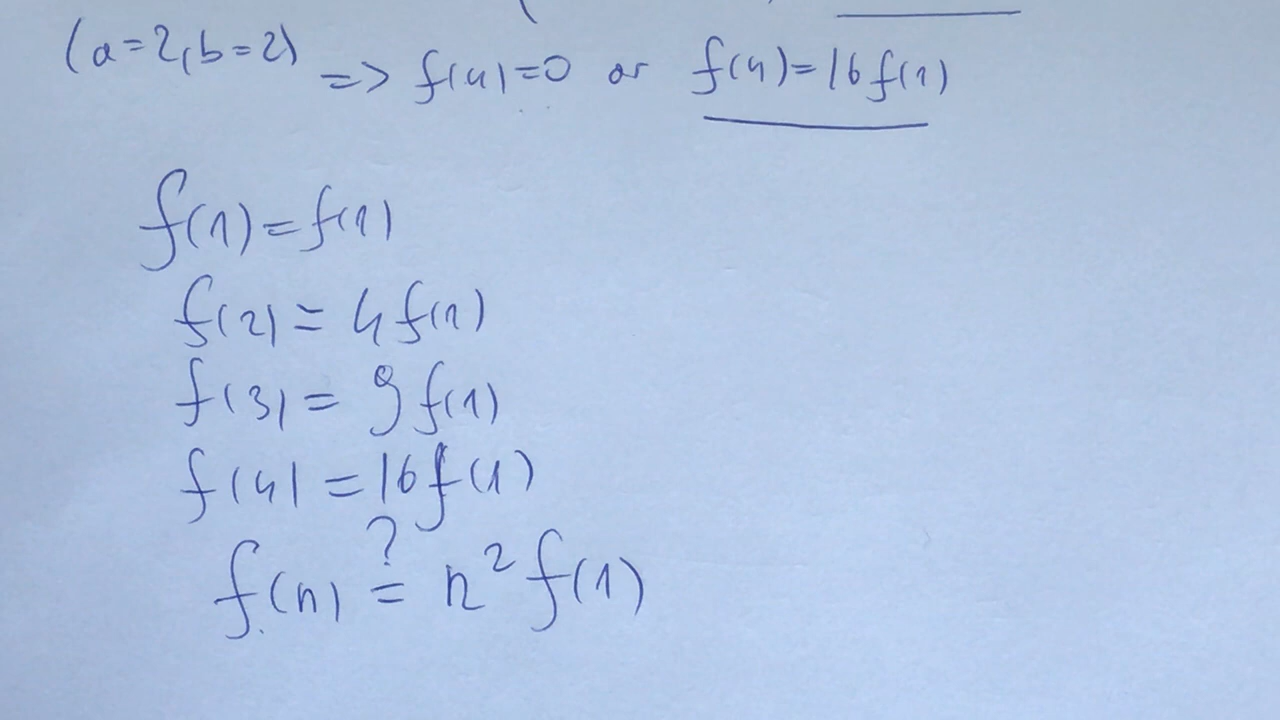 (a=2,b=2)
=> f(4)=0 or f(4)=16f(1)
f(1)=f(1)
f(2)=4f(1)
f(3)=9f(1)
f(4)=16f(1)
f(n)≟n²f(1)